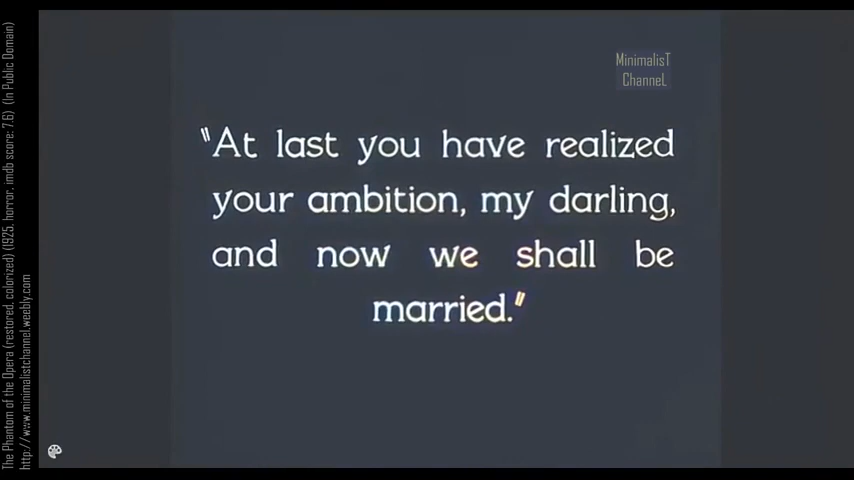 MinimalisT
ChanneL
"At last you have realized
your ambition, my darling,
and now we shall be
married."
The Phantom of the Opera (restored, colorized) (1925, horror, imdb score: 7.6) (In Public Domain)
http://www.minimalistchannel.weebly.com